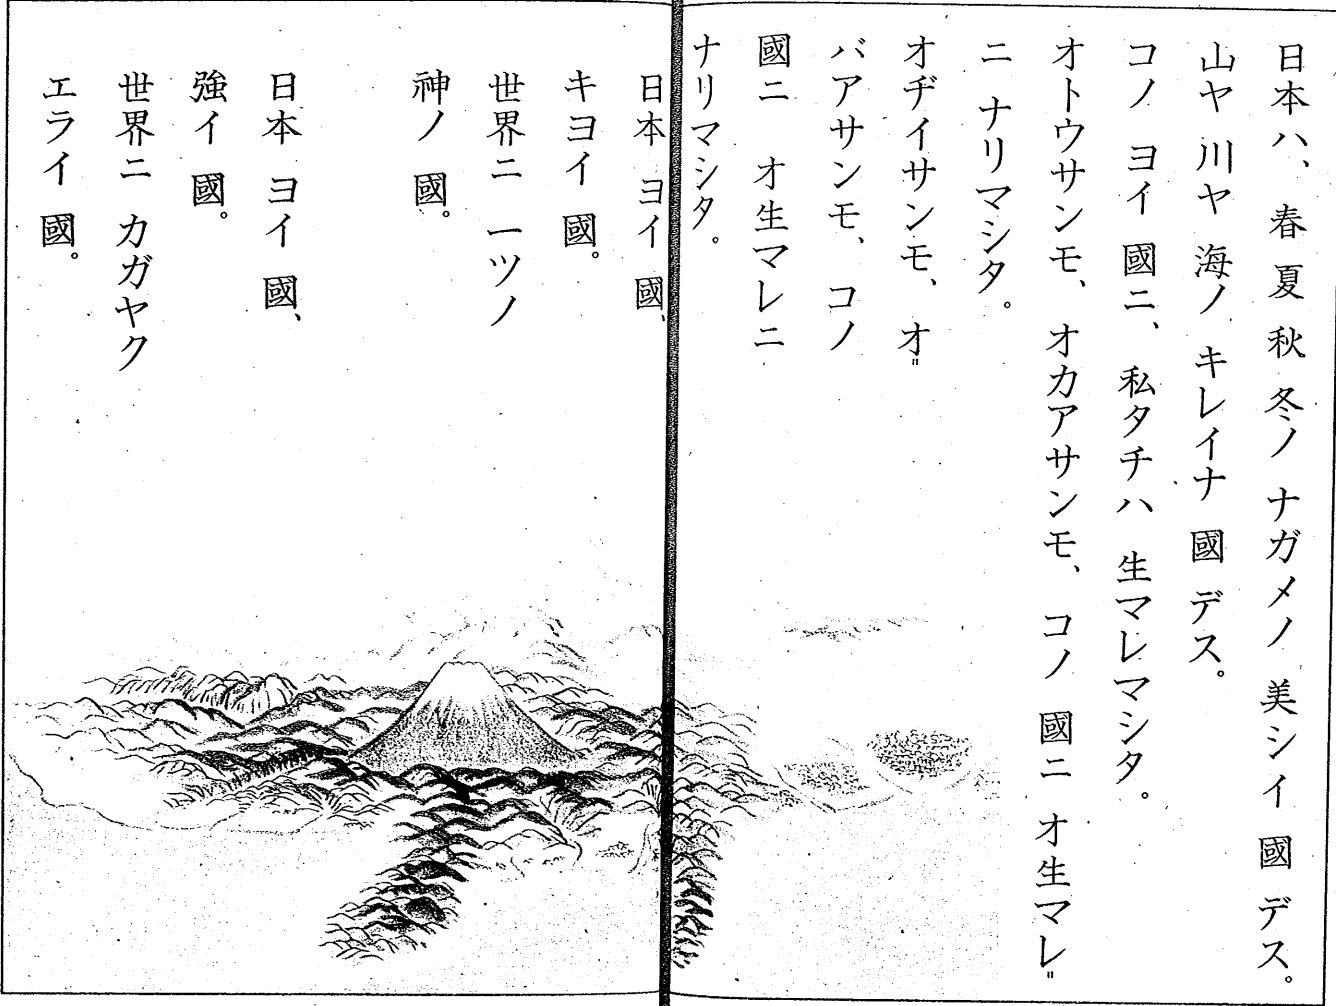 日本ハ、 春 夏 秋 冬ノ ナガメノ 美シイ 國 デス。
山ヤ 川ヤ 海ノ キレイナ 國 デス。
コノ ヨイ 國ニ、 私タチハ 生マレマシタ。
オトウサンモ、 オカアサンモ、 コノ 國ニ オ生マレ゠
ニ ナリマシタ。
オヂイサンモ、 オ゠
バアサンモ、 コノ
國ニ オ生マレニ
ナリマシタ。
日本 ヨイ 國、
キヨイ 國。
世界ニ 一ツノ
神ノ 國。
日本 ヨイ 國、
強イ 國。
世界ニ カガヤク
エライ 國。